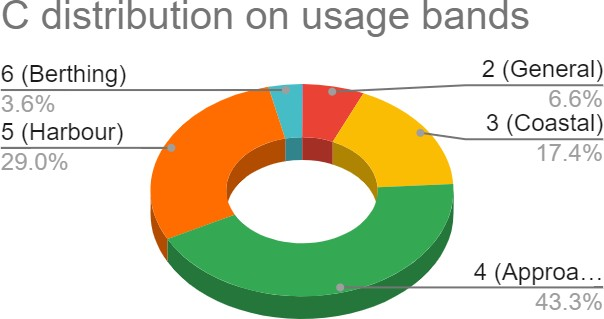 C distribution on usage bands
6 (Berthing)
3.6%
5 (Harbour)
29.0%
2 (General)
6.6%
3 (Coastal)
17.4%
4 (Approa…
43.3%